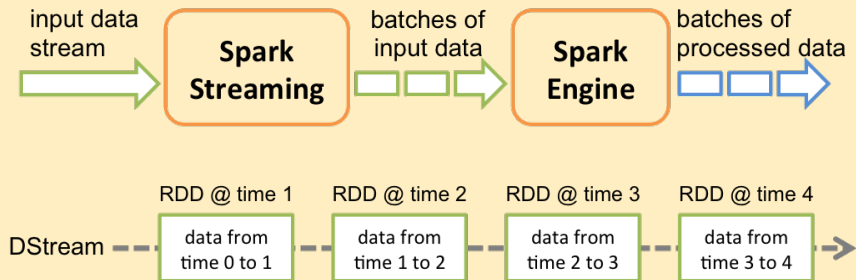 input data
stream
Spark
Streaming
batches of
input data
Spark
Engine
batches of
processed data
RDD @ time 1
RDD @ time 2
RDD @ time 3
RDD @ time 4
DStream
data from
time 0 to 1
data from
time 1 to 2
data from
time 2 to 3
data from
time 3 to 4